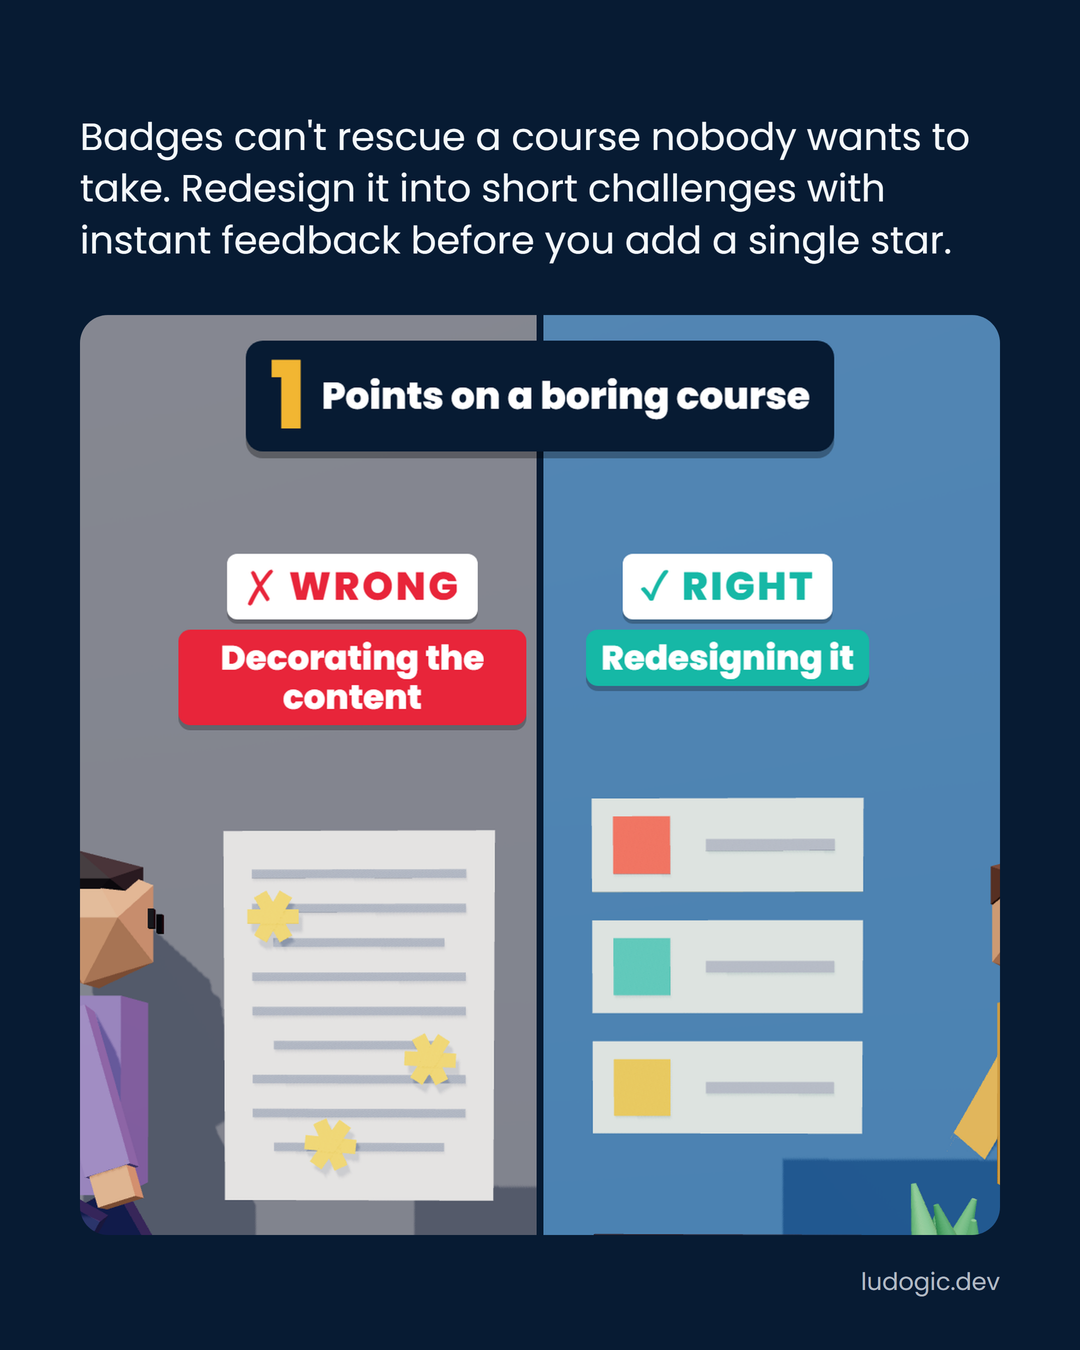 Badges can't rescue a course nobody wants to
take. Redesign it into short challenges with
instant feedback before you add a single star.
1 Points on a boring course
✗ WRONG
Decorating the
content
✓ RIGHT
Redesigning it
ludogic.dev